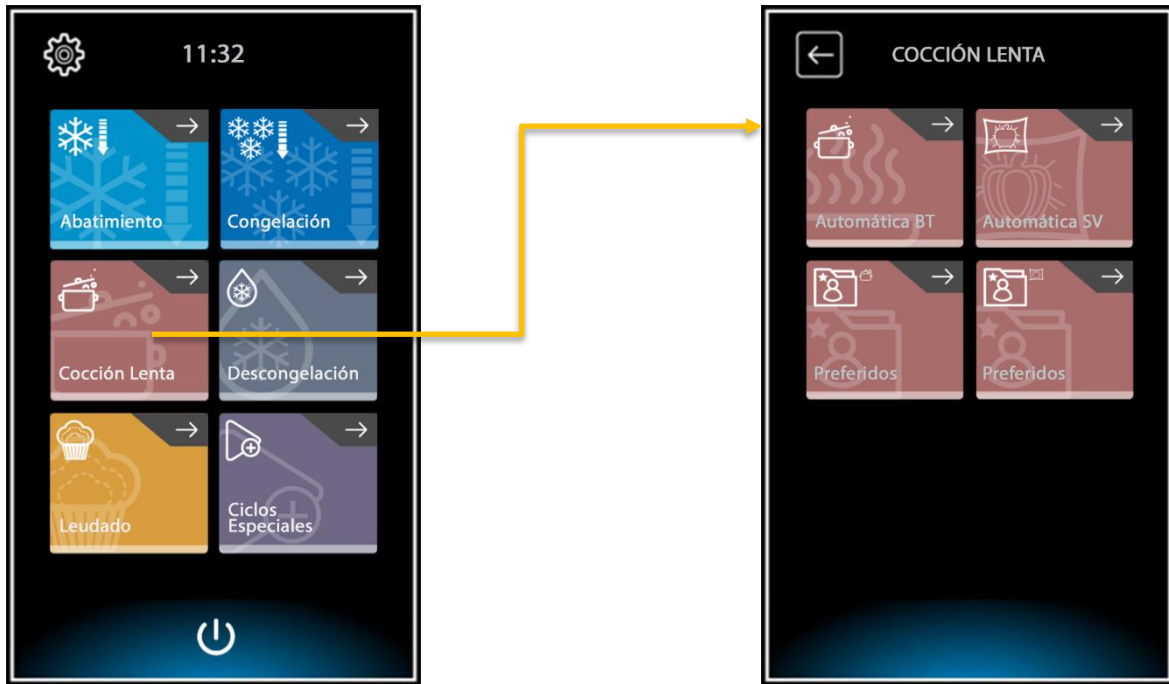 11:32
Abatimiento
Congelación
Cocción Lenta
Descongelación
Leudado
Ciclos
Especiales
COCCIÓN LENTA
Automática BT
Automática SV
Preferidos
Preferidos